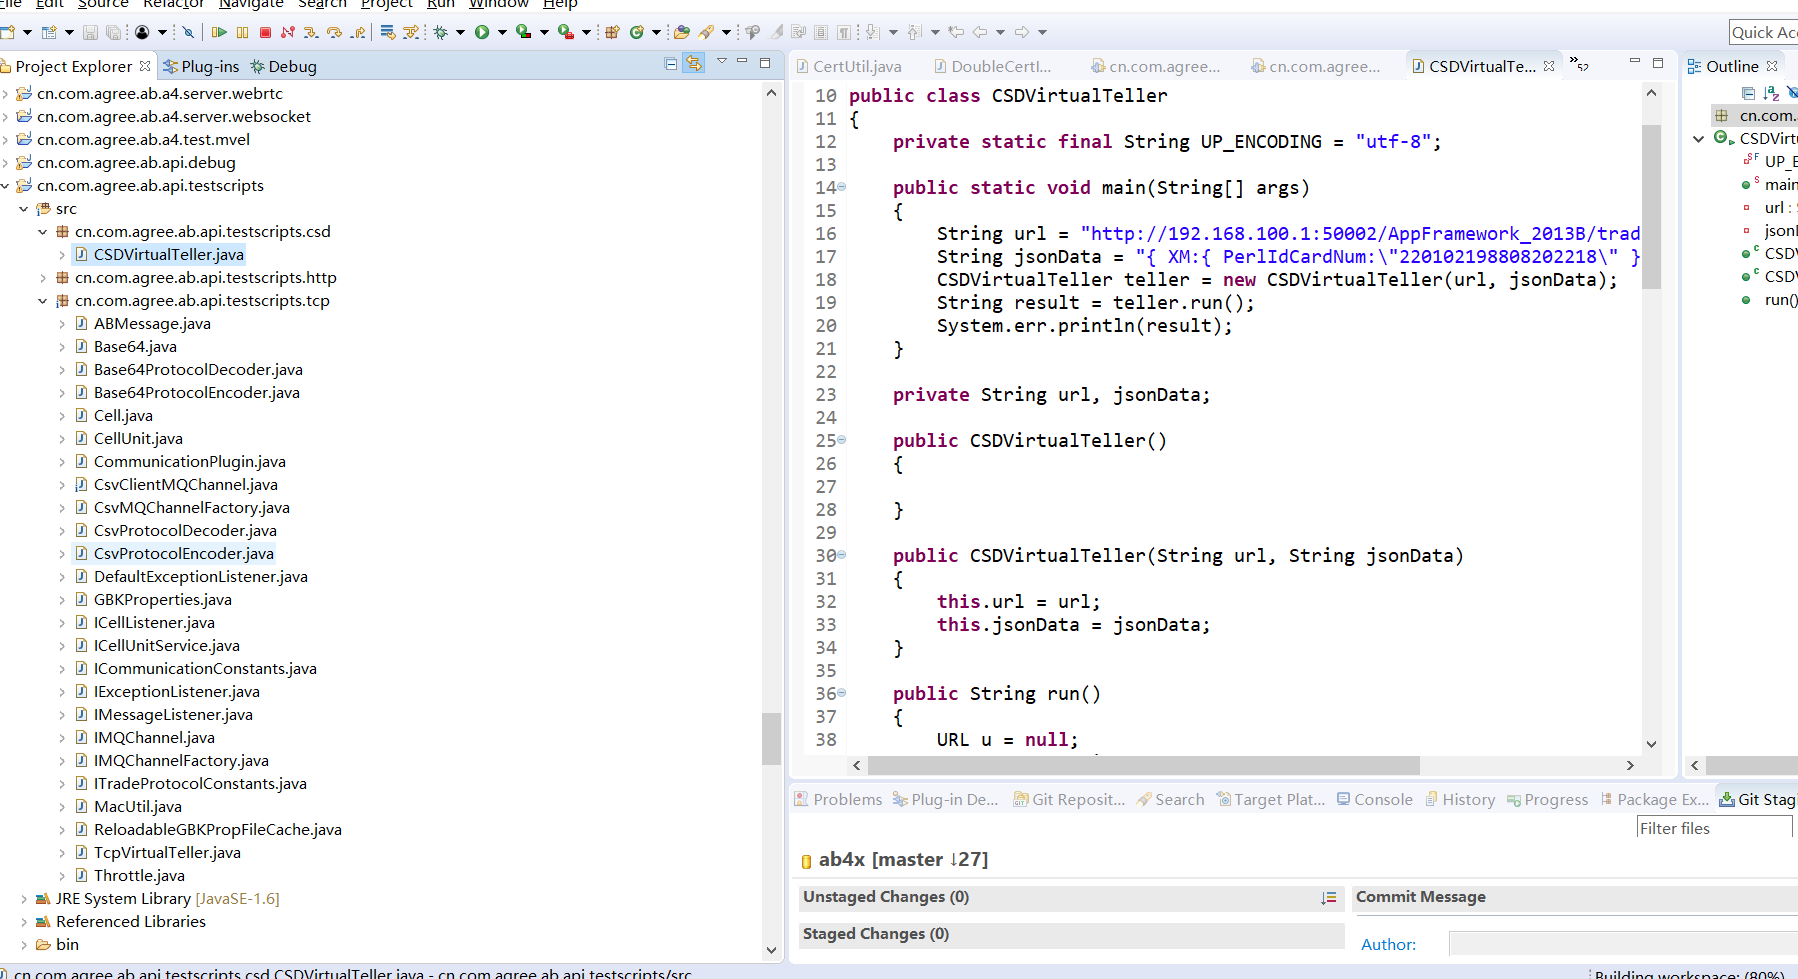 File Edit Source Refactor Navigate Search Project Run Window Help
Quick Acc
Project Explorer Plug-ins Debug
cn.com.agree.ab.a4.server.webrtc
cn.com.agree.ab.a4.server.websocket
cn.com.agree.ab.a4.test.mvel
cn.com.agree.ab.api.debug
cn.com.agree.ab.api.testscripts
src
cn.com.agree.ab.api.testscripts.csd
CSDVirtualTeller.java
cn.com.agree.ab.api.testscripts.http
cn.com.agree.ab.api.testscripts.tcp
ABMessage.java
Base64.java
Base64ProtocolDecoder.java
Base64ProtocolEncoder.java
Cell.java
CellUnit.java
CommunicationPlugin.java
CsvClientMQChannel.java
CsvMQChannelFactory.java
CsvProtocolDecoder.java
CsvProtocolEncoder.java
DefaultExceptionListener.java
GBKProperties.java
ICellListener.java
ICellUnitService.java
ICommunicationConstants.java
IExceptionListener.java
IMessageListener.java
IMQChannel.java
IMQChannelFactory.java
ITradeProtocolConstants.java
MacUtil.java
ReloadableGBKPropFileCache.java
TcpVirtualTeller.java
Throttle.java
JRE System Library [JavaSE-1.6]
Referenced Libraries
bin
CertUtil.java DoubleCertI... cn.com.agree... cn.com.agree... CSDVirtualTe... »52
10 public class CSDVirtualTeller
11 {
12 private static final String UP_ENCODING = "utf-8";
13
14 public static void main(String[] args)
15 {
16 String url = "http://192.168.100.1:50002/AppFramework_2013B/trad
17 String jsonData = "{ XM:{ PerlIdCardNum:\"220102198808202218\" }
18 CSDVirtualTeller teller = new CSDVirtualTeller(url, jsonData);
19 String result = teller.run();
20 System.err.println(result);
21 }
22
23 private String url, jsonData;
24
25 public CSDVirtualTeller()
26 {
27
28 }
29
30 public CSDVirtualTeller(String url, String jsonData)
31 {
32 this.url = url;
33 this.jsonData = jsonData;
34 }
35
36 public String run()
37 {
38 URL u = null;
Outline
cn.com.
CSDVirtu
UP_E
main
url : S
jsonD
CSDV
CSDV
run()
Problems Plug-in De... Git Reposit... Search Target Plat... Console History Progress Package Ex... Git Stagi
Filter files
ab4x [master ↓27]
Unstaged Changes (0)
Commit Message
Staged Changes (0)
Author:
cn.com.agree.ab.api.testscripts.csd.CSDVirtualTeller.java - cn.com.agree.ab.api.testscripts/src
Building workspace: (80%)